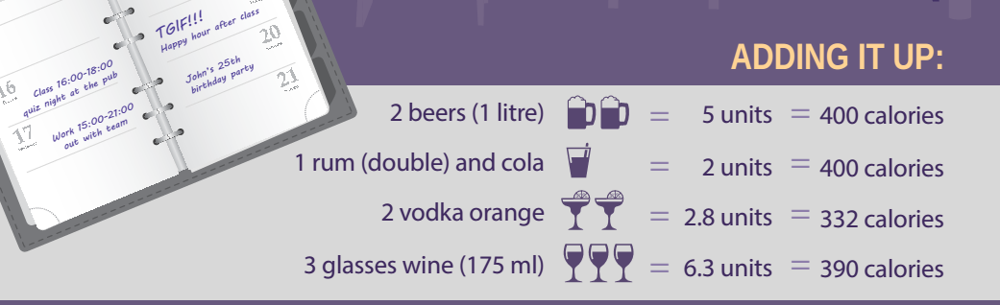 TGIF!!!
Happy hour after class
20
16
Class 16:00-18:00
quiz night at the pub
John's 25th
birthday party
21
17
Work 15:00-21:00
out with team
ADDING IT UP:
2 beers (1 litre) = 5 units = 400 calories
1 rum (double) and cola = 2 units = 400 calories
2 vodka orange = 2.8 units = 332 calories
3 glasses wine (175 ml) = 6.3 units = 390 calories